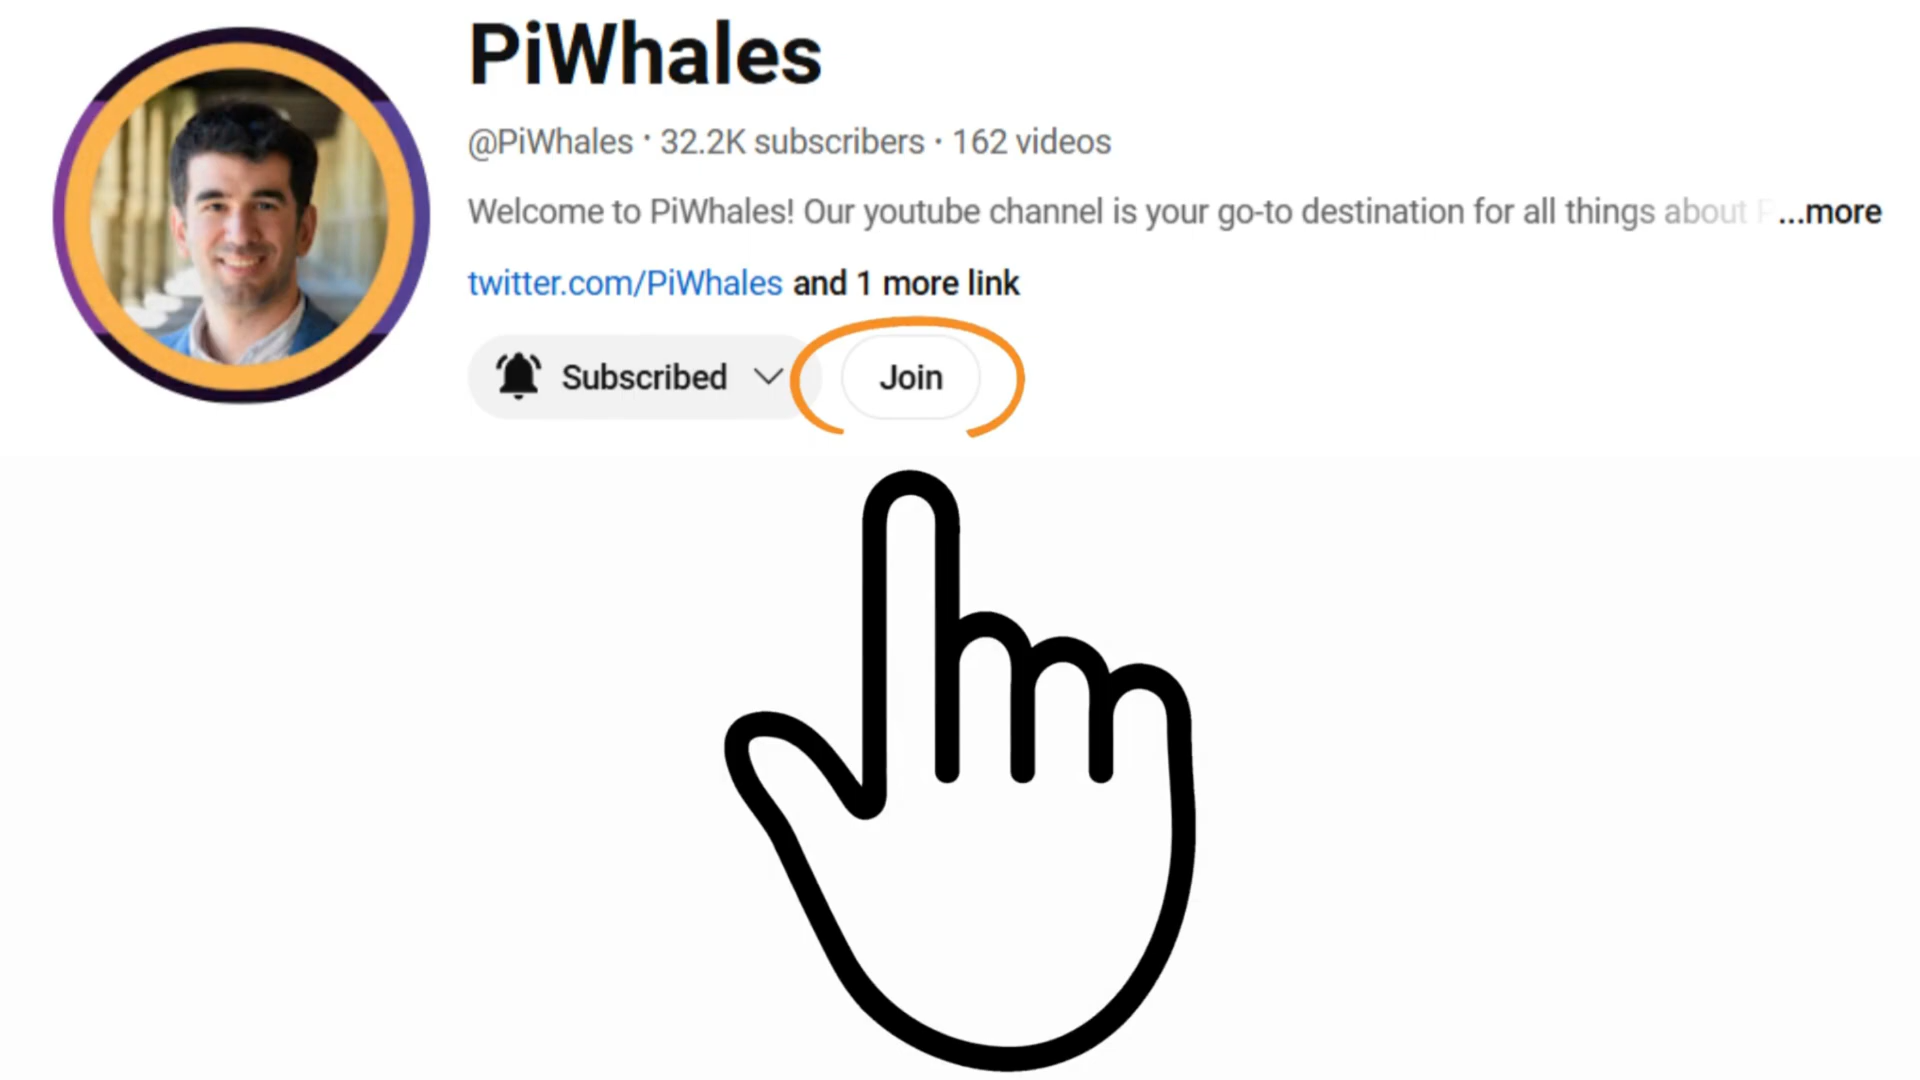 PiWhales
@PiWhales · 32.2K subscribers · 162 videos
Welcome to PiWhales! Our youtube channel is your go-to destination for all things about ...more
twitter.com/PiWhales and 1 more link
Subscribed
Join